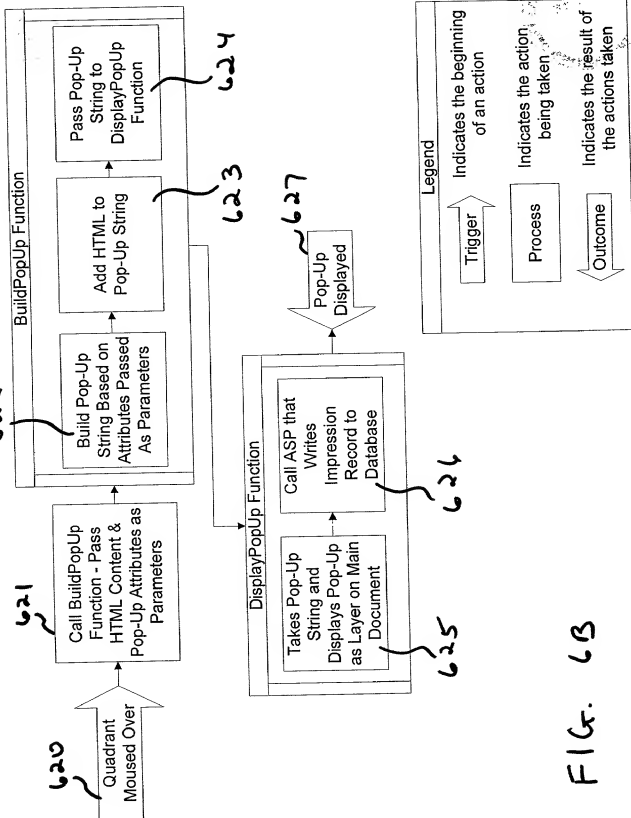 BuildPopUp Function
620
Quadrant
Moused Over
621
Call BuildPopUp
Function - Pass
HTML Content &
Pop-Up Attributes as
Parameters
Build Pop-Up
String Based on
Attributes Passed
As Parameters
Add HTML to
Pop-Up String
623
Pass Pop-Up
String to
DisplayPopUp
Function
624
DisplayPopUp Function
Takes Pop-Up
String and
Displays Pop-Up
as Layer on Main
Document
625
Call ASP that
Writes
Impression
Record to
Database
626
Pop-Up
Displayed
627
Legend
Trigger
Indicates the beginning
of an action
Process
Indicates the action
being taken
Outcome
Indicates the result of
the actions taken
FIG. 6B